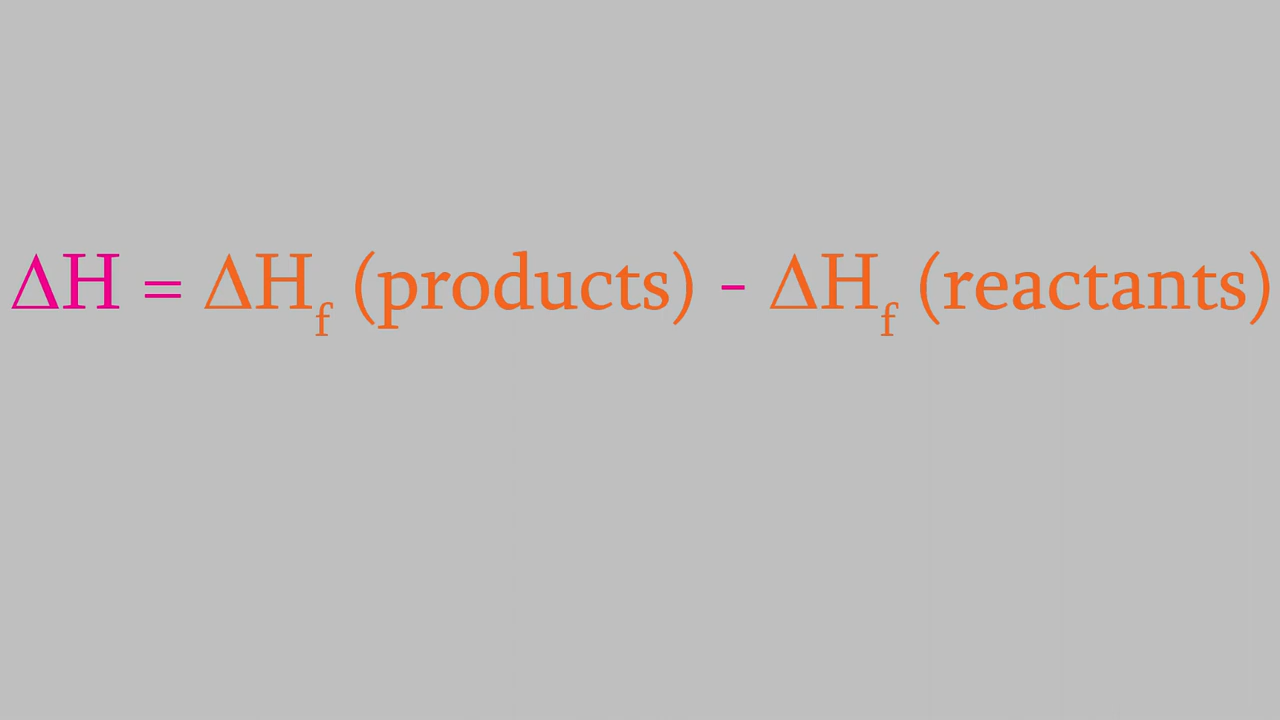 ΔH = ΔHf (products) - ΔHf (reactants)